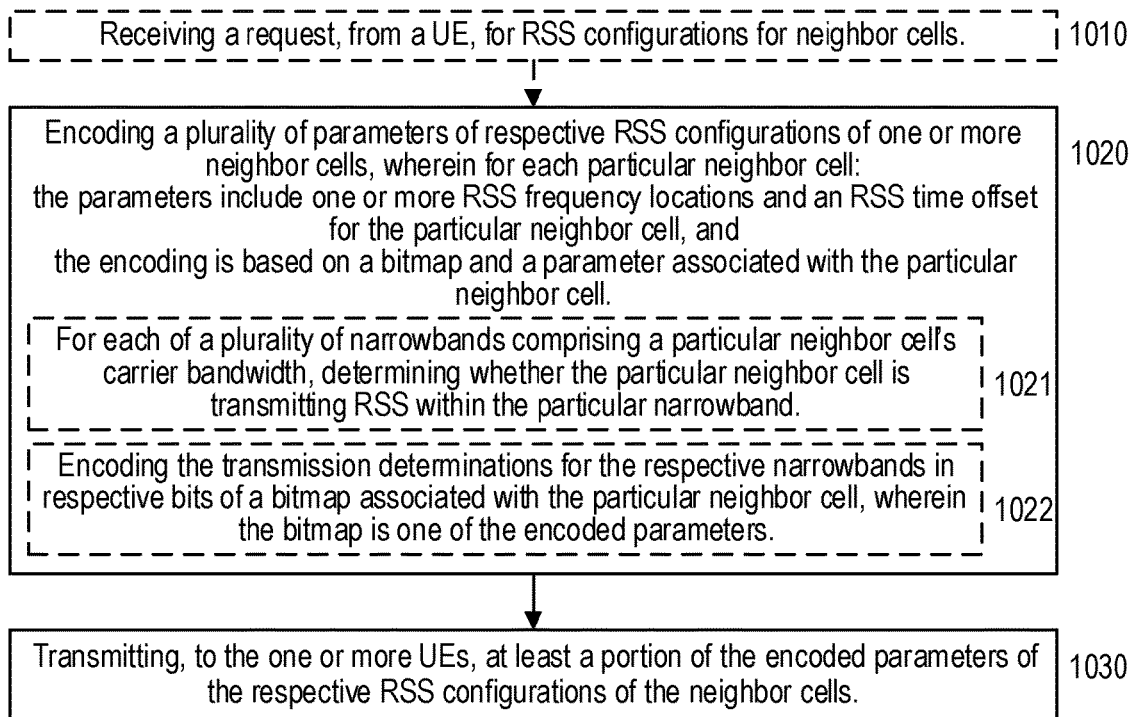 Receiving a request, from a UE, for RSS configurations for neighbor cells.
1010
Encoding a plurality of parameters of respective RSS configurations of one or more
neighbor cells, wherein for each particular neighbor cell:
the parameters include one or more RSS frequency locations and an RSS time offset
for the particular neighbor cell, and
the encoding is based on a bitmap and a parameter associated with the particular
neighbor cell.
1020
For each of a plurality of narrowbands comprising a particular neighbor cell's
carrier bandwidth, determining whether the particular neighbor cell is
transmitting RSS within the particular narrowband.
1021
Encoding the transmission determinations for the respective narrowbands in
respective bits of a bitmap associated with the particular neighbor cell, wherein
the bitmap is one of the encoded parameters.
1022
Transmitting, to the one or more UEs, at least a portion of the encoded parameters of
the respective RSS configurations of the neighbor cells.
1030